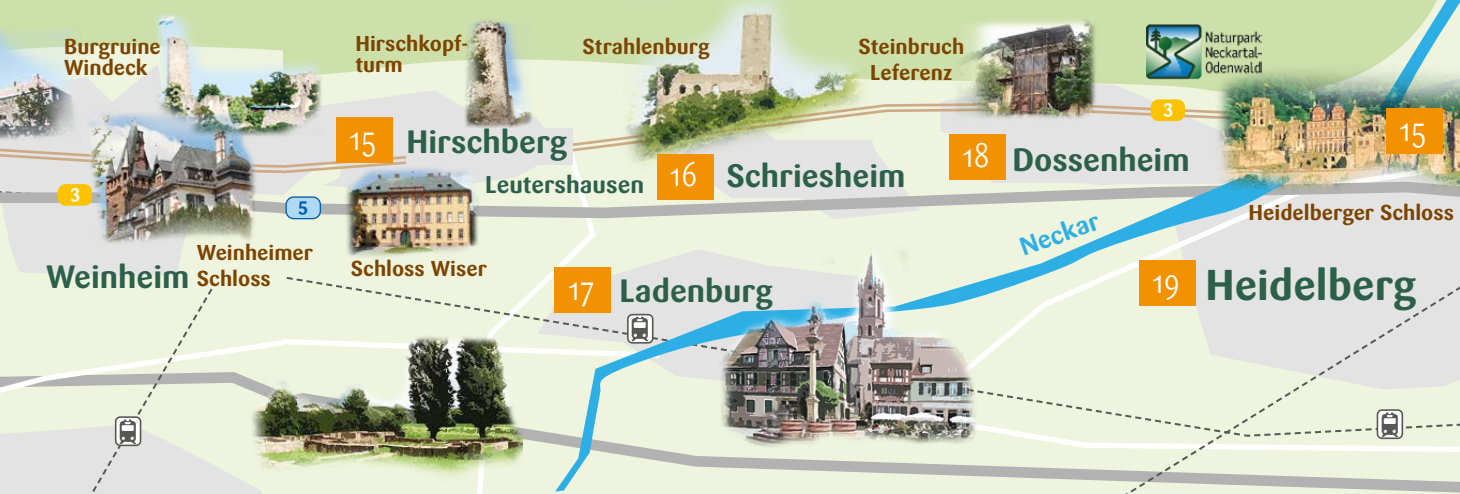 Burgruine
Windeck
Hirschkopf-
turm
Strahlenburg
Steinbruch
Leferenz
Naturpark
Neckartal-
Odenwald
3
15
15 Hirschberg
Leutershausen
16 Schriesheim
18 Dossenheim
3
5
Heidelberger Schloss
Neckar
Weinheim
Weinheimer
Schloss
Schloss Wiser
17 Ladenburg
19 Heidelberg